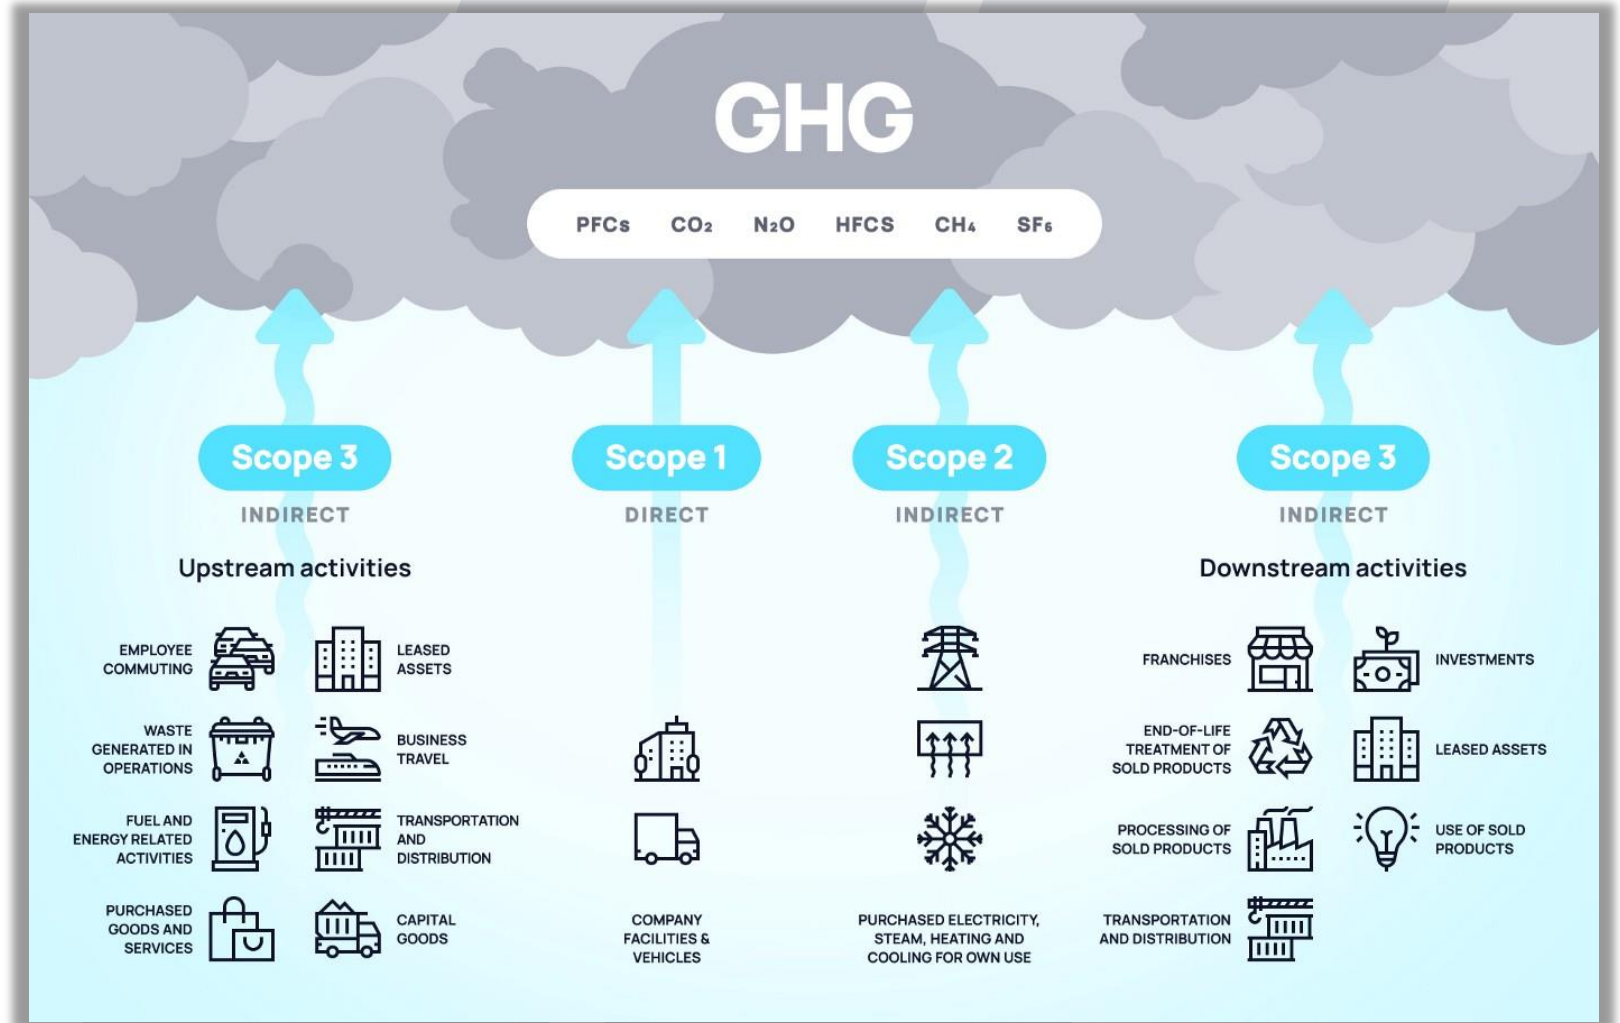 GHG
PFCs CO₂ N₂O HFCS CH₄ SF₆
Scope 3
INDIRECT
Upstream activities
EMPLOYEE
COMMUTING
LEASED
ASSETS
WASTE
GENERATED IN
OPERATIONS
BUSINESS
TRAVEL
FUEL AND
ENERGY RELATED
ACTIVITIES
TRANSPORTATION
AND
DISTRIBUTION
PURCHASED
GOODS AND
SERVICES
CAPITAL
GOODS
Scope 1
DIRECT
COMPANY
FACILITIES &
VEHICLES
Scope 2
INDIRECT
PURCHASED ELECTRICITY,
STEAM, HEATING AND
COOLING FOR OWN USE
Scope 3
INDIRECT
Downstream activities
FRANCHISES
INVESTMENTS
END-OF-LIFE
TREATMENT OF
SOLD PRODUCTS
LEASED ASSETS
PROCESSING OF
SOLD PRODUCTS
USE OF SOLD
PRODUCTS
TRANSPORTATION
AND DISTRIBUTION